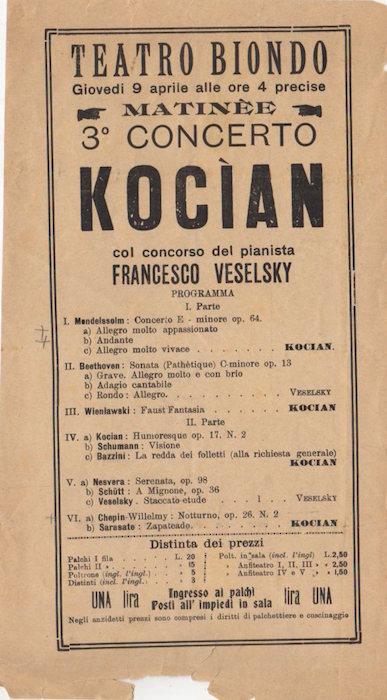 TEATRO BIONDO
Giovedì 9 aprile alle ore 4 precise
MATINÈE
3º CONCERTO
KOCÌAN
col concorso del pianista
FRANCESCO VESELSKY
PROGRAMMA
I. Parte
I. Mendelssolm : Concerto E - minore op. 64.
a) Allegro molto appassionato
b) Andante
c) Allegro molto vivace . . . . . . . KOCIAN.
II. Beethoven : Sonata (Pathètique) C-minore op. 13
a) Grave. Allegro molto e con brio
b) Adagio cantabile
c) Rondo : Allegro. . . . . . . . VESELSKY
III. Wieniawski : Faust Fantasia . . . . . . KOCIAN
II. Parte
IV. a) Kocian : Humoresque op. 17. N. 2
b) Schumann : Visione
c) Bazzini : La redda dei folletti (alla richiesta generale)
KOCIAN
V. a) Nesvera : Serenata, op. 98
b) Schütt : A Mignone, op. 36
c) Veselsky . Staccato etude . . VESELSKY
VI. a) Chopin-Willelmy : Notturno, op. 26. N. 2
b) Sarasate : Zapateado. . . . . . . KOCIAN
Distinta dei prezzi
Palchi I fila . . . . L. 20 Polt. in sala (incl. l'ingl) L. 2,50
Palchi II » . . . . » 15 » Anfiteatro I, II, III » » 2,50
Poltrone (incl. l'ingl.) . » 5 » Anfiteatro IV e V » » 1,50
Distinti (incl. l'ingl.) . » 3
UNA lira Ingresso ai palchi lira UNA
Posti all' impiedi in sala
Negli anzidetti prezzi sono compresi i diritti di palchettiere e cuscinaggio